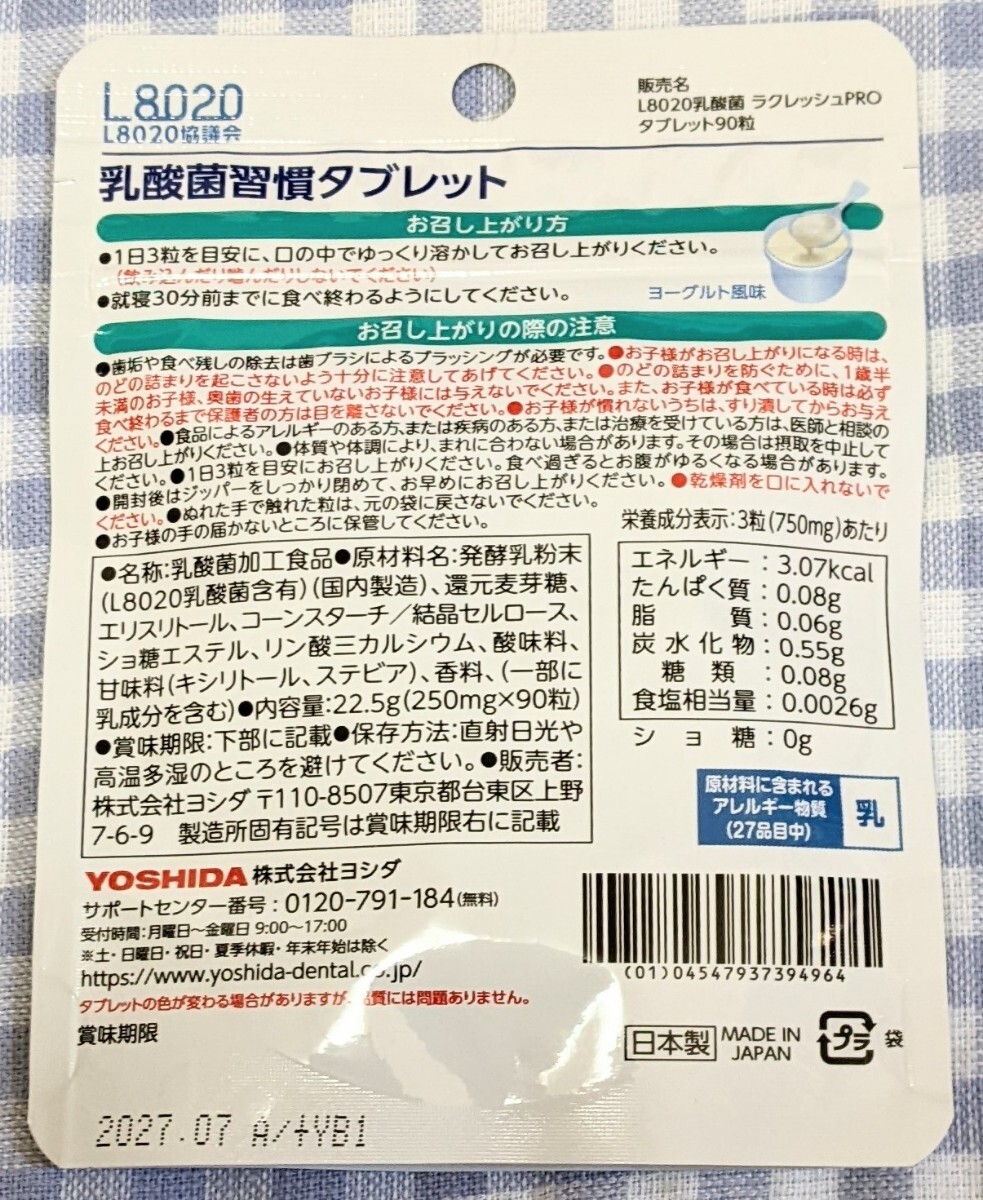 L8020
L8020協議会
販売名
L8020乳酸菌 ラクレッシュPRO
タブレット90粒
乳酸菌習慣タブレット
お召し上がり方
●1日3粒を目安に、口の中でゆっくり溶かしてお召し上がりください。
(飲み込んだり噛んだりしないでください)
●就寝30分前までに食べ終わるようにしてください。
ヨーグルト風味
お召し上がりの際の注意
●歯垢や食べ残しの除去は歯ブラシによるブラッシングが必要です。●お子様がお召し上がりになる時は、
のどの詰まりを起こさないよう十分に注意してあげてください。●のどの詰まりを防ぐために、1歳半
未満のお子様、奥歯の生えていないお子様には与えないでください。また、お子様が食べている時は必ず
食べ終わるまで保護者の方は目を離さないでください。●お子様が慣れないうちは、すり潰してからお与え
ください。●食品によるアレルギーのある方、または疾病のある方、または治療を受けている方は、医師と相談の
上お召し上がりください。●体質や体調により、まれに合わない場合があります。その場合は摂取を中止して
ください。●1日3粒を目安にお召し上がりください。食べ過ぎるとお腹がゆるくなる場合があります。
●開封後はジッパーをしっかり閉めて、お早めにお召し上がりください。●乾燥剤を口に入れないで
ください。●ぬれた手で触れた粒は、元の袋に戻さないでください。
●お子様の手の届かないところに保管してください。
●名称:乳酸菌加工食品●原材料名:発酵乳粉末
(L8020乳酸菌含有)(国内製造)、還元麦芽糖、
エリスリトール、コーンスターチ/結晶セルロース、
ショ糖エステル、リン酸三カルシウム、酸味料、
甘味料(キシリトール、ステビア)、香料、(一部に
乳成分を含む)●内容量:22.5g(250mg×90粒)
●賞味期限:下部に記載●保存方法:直射日光や
高温多湿のところを避けてください。●販売者:
株式会社ヨシダ 〒110-8507東京都台東区上野
7-6-9 製造所固有記号は賞味期限右に記載
栄養成分表示:3粒(750mg)あたり
エネルギー:3.07kcal
たんぱく質:0.08g
脂質:0.06g
炭水化物:0.55g
糖類:0.08g
食塩相当量:0.0026g
ショ糖:0g
原材料に含まれる
アレルギー物質
(27品目中)
乳
YOSHIDA 株式会社ヨシダ
サポートセンター番号:0120-791-184(無料)
受付時間:月曜日〜金曜日 9:00〜17:00
※土・日曜日・祝日・夏季休暇・年末年始は除く
https://www.yoshida-dental.co.jp/
タブレットの色が変わる場合がありますが、品質には問題ありません。
賞味期限
(01)04547937394964
日本製 MADE IN
JAPAN
プラ 袋
2027.07 A/+YB1